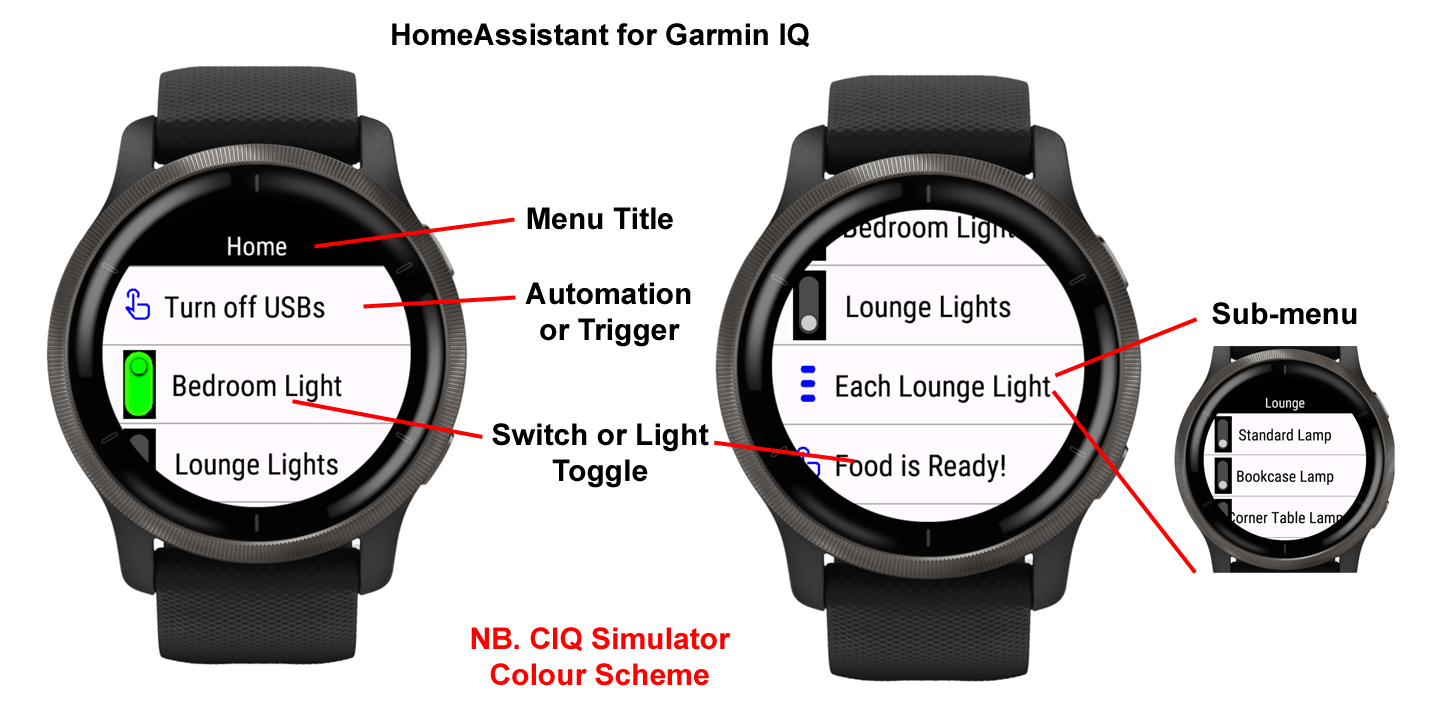 HomeAssistant for Garmin IQ
Home
Turn off USBs
Bedroom Light
Lounge Lights
Menu Title
Automation
or Trigger
Switch or Light
Toggle
Bedroom Light
Lounge Lights
Each Lounge Light
Food is Ready!
Sub-menu
Lounge
Standard Lamp
Bookcase Lamp
Corner Table Lamp
NB. CIQ Simulator
Colour Scheme